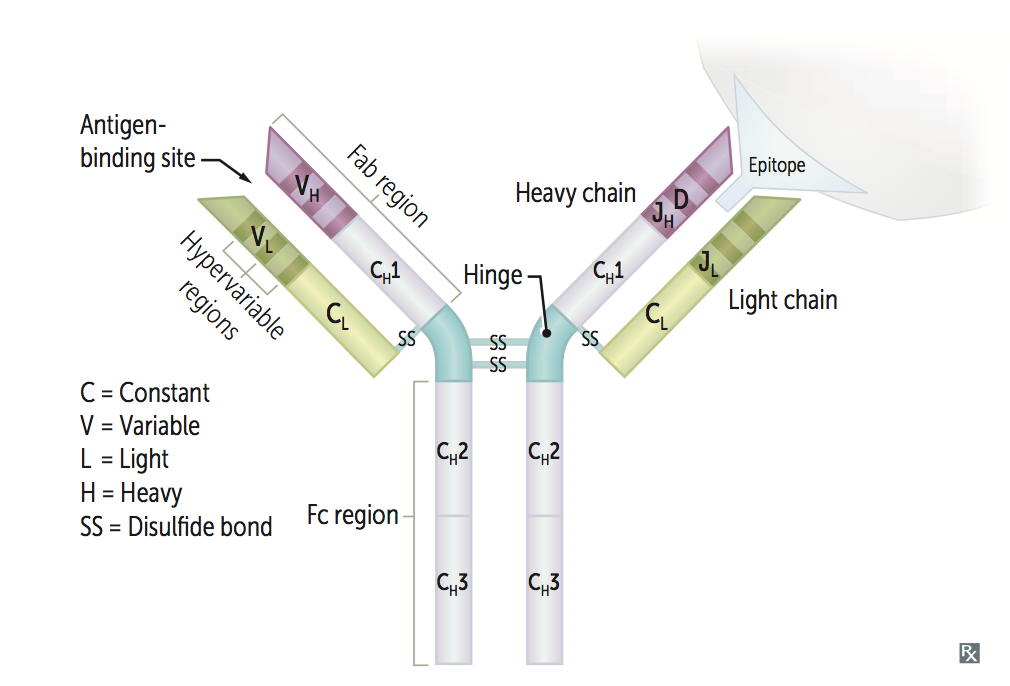 Antigen-
binding site
Fab region
VH
VL
Hypervariable
regions
CH1
CL
SS
Heavy chain
Hinge
Epitope
JH D
JL
CH1
CL
Light chain
SS
SS
SS
C = Constant
V = Variable
L = Light
H = Heavy
SS = Disulfide bond
Fc region
CH2
CH2
CH3
CH3
Rx